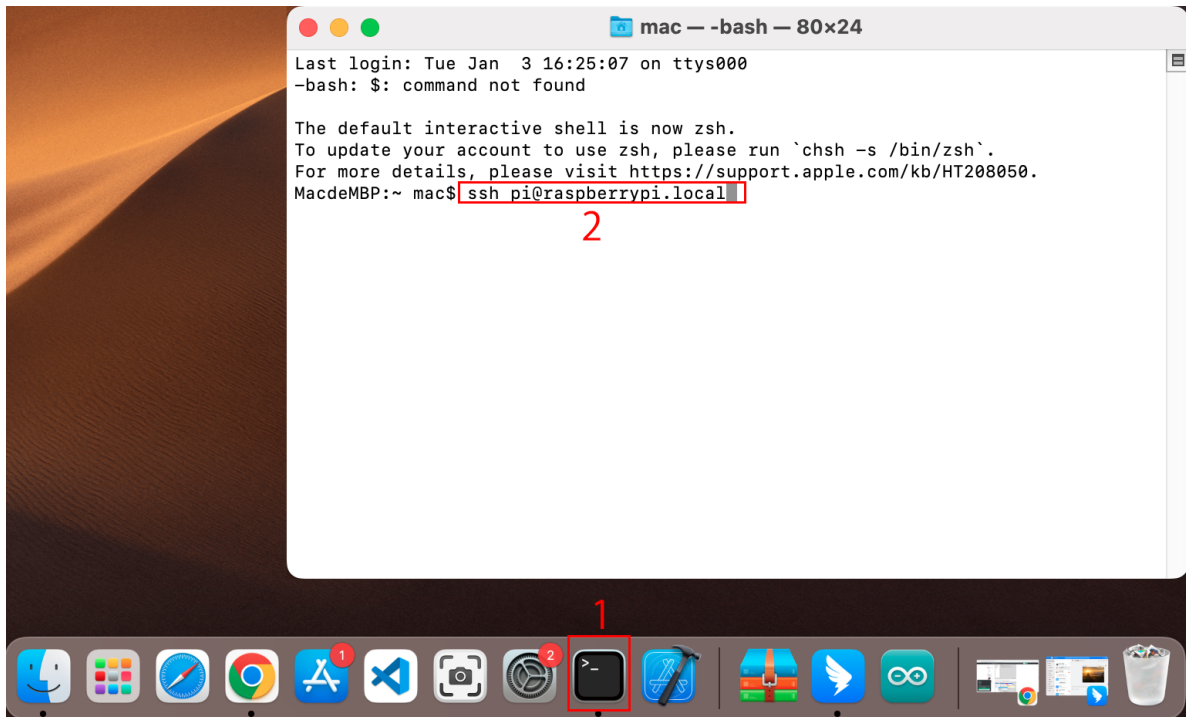 mac — -bash — 80×24
Last login: Tue Jan  3 16:25:07 on ttys000
-bash: $: command not found
The default interactive shell is now zsh.
To update your account to use zsh, please run `chsh -s /bin/zsh`.
For more details, please visit https://support.apple.com/kb/HT208050.
MacdeMBP:~ mac$ ssh pi@raspberrypi.local
2
1
1
2
>_